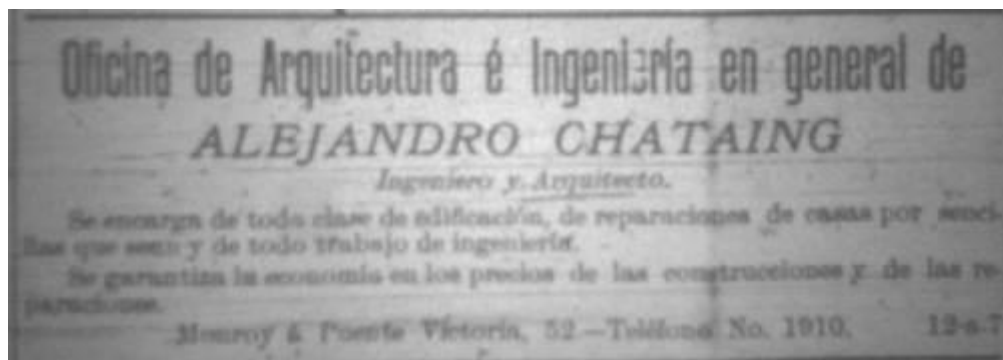 Oficina de Arquitectura é Ingeniería en general de
ALEJANDRO CHATAING
Ingeniero y Arquitecto.
Se encarga de toda clase de edificación, de reparaciones de casas por senci-
llas que sean y de todo trabajo de ingeniería.
Se garantiza la economía en los precios de las construcciones y de las re-
paraciones.
Monroy á Puente Victoria, 52.—Teléfono No. 1910. 12-a.7